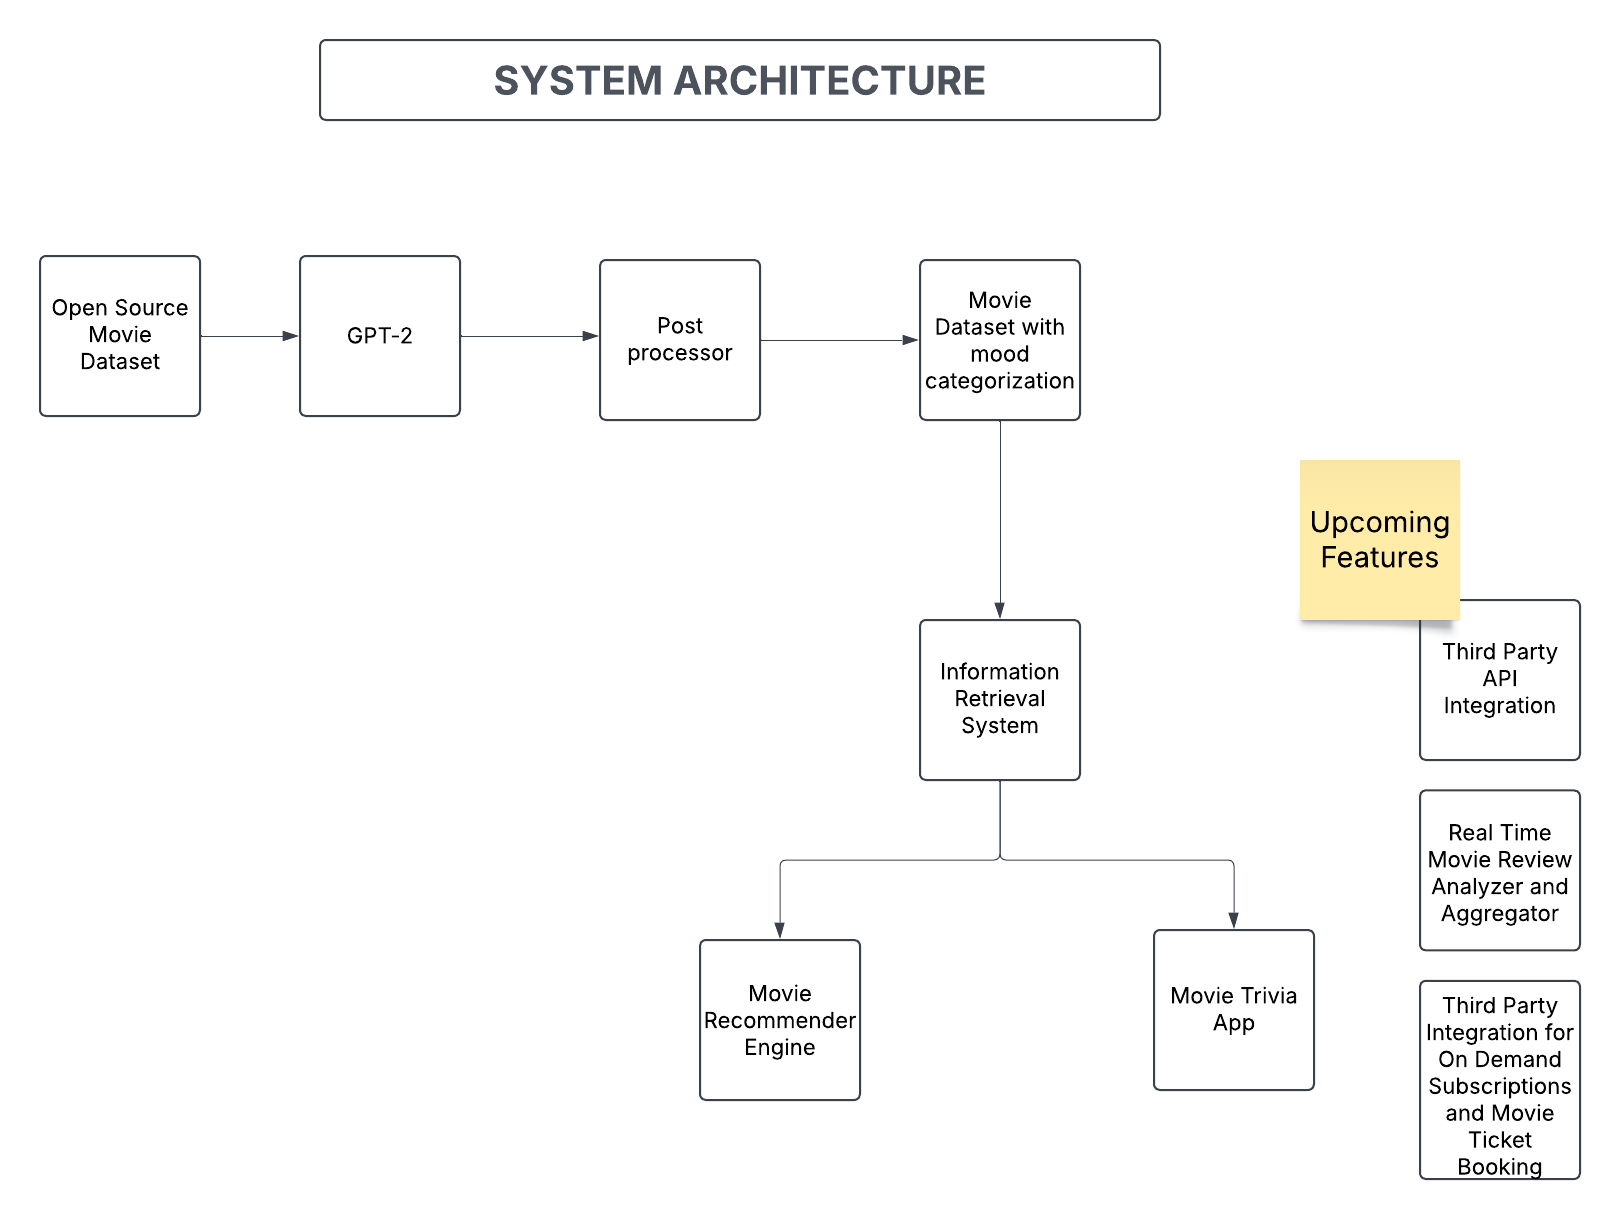 SYSTEM ARCHITECTURE
Open Source
Movie
Dataset
GPT-2
Post
processor
Movie
Dataset with
mood
categorization
Upcoming
Features
Information
Retrieval
System
Third Party
API
Integration
Real Time
Movie Review
Analyzer and
Aggregator
Movie
Recommender
Engine
Movie Trivia
App
Third Party
Integration for
On Demand
Subscriptions
and Movie
Ticket
Booking